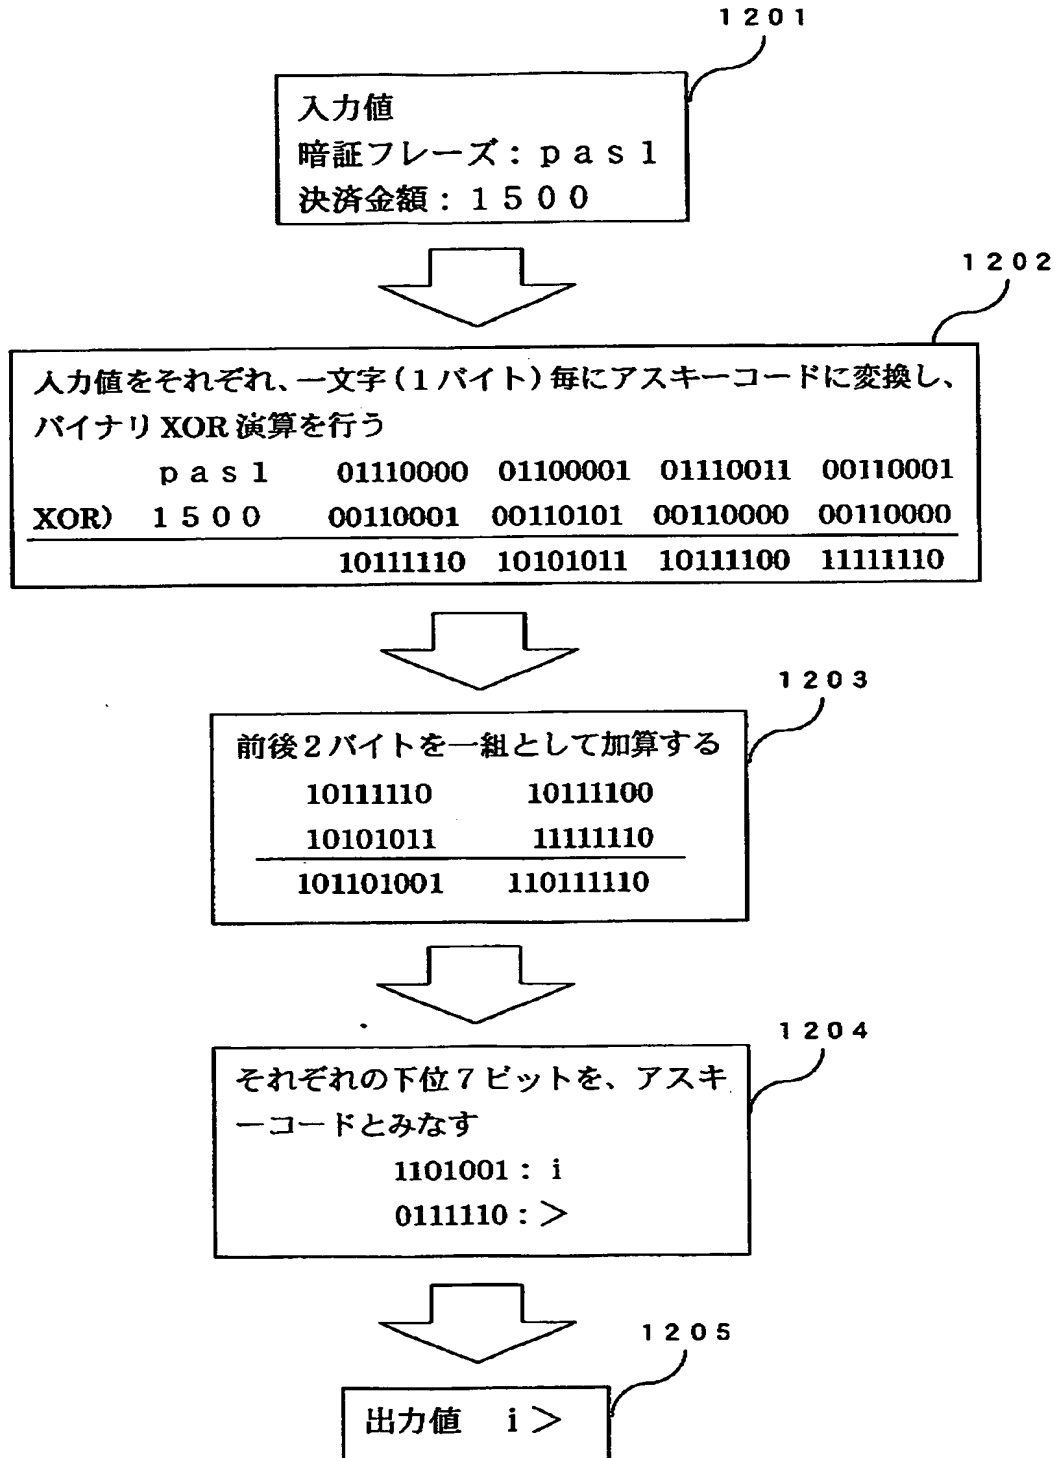 1201
入力値
暗証フレーズ：pas1
決済金額：1500
1202
入力値をそれぞれ、一文字（1バイト）毎にアスキーコードに変換し、
バイナリ XOR 演算を行う
pas1 01110000 01100001 01110011 00110001
XOR) 1500 00110001 00110101 00110000 00110000
10111110 10101011 10111100 11111110
1203
前後2バイトを一組として加算する
10111110 10111100
10101011 11111110
101101001 110111110
1204
それぞれの下位7ビットを、アスキ
ーコードとみなす
1101001：i
0111110：＞
1205
出力値 i＞